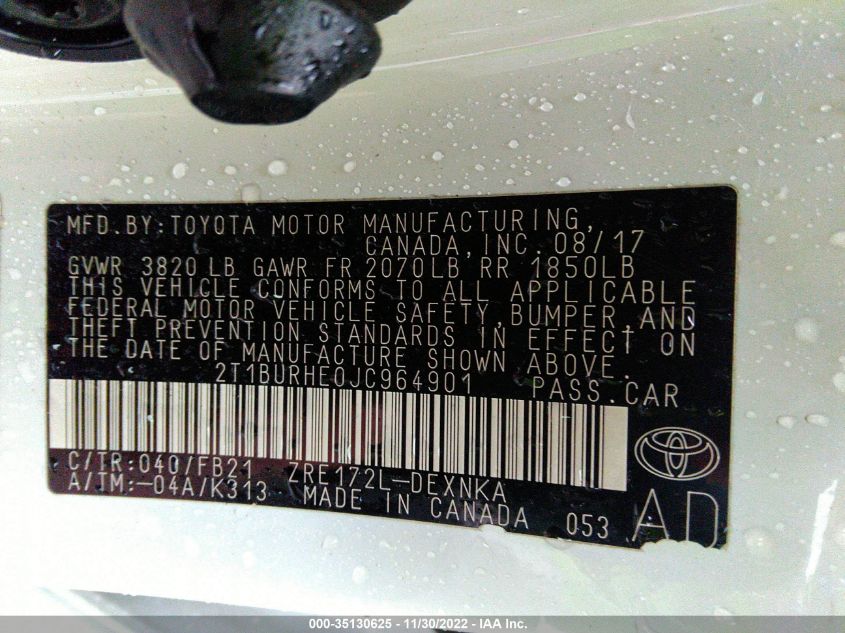 MFD. BY: TOYOTA MOTOR MANUFACTURING,
CANADA, INC. 08/17
GVWR 3820 LB GAWR FR 2070LB RR 1850LB
THIS VEHICLE CONFORMS TO ALL APPLICABLE
FEDERAL MOTOR VEHICLE SAFETY, BUMPER, AND
THEFT PREVENTION STANDARDS IN EFFECT ON
THE DATE OF MANUFACTURE SHOWN ABOVE.
2T1BURHE0JC964901 PASS. CAR
C/TR: 040/FB21 ZRE172L-DEXNKA
A/TM: -04A/K313 MADE IN CANADA 053 AD
000-35130625 - 11/30/2022 - IAA Inc.